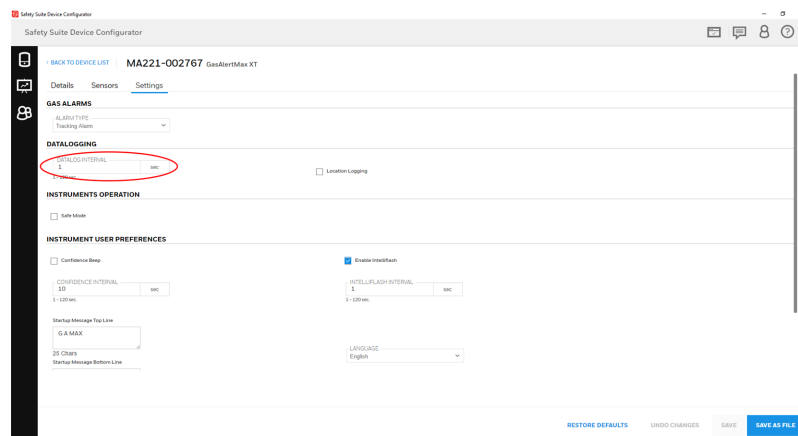 Safety Suite Device Configurator
Safety Suite Device Configurator
< BACK TO DEVICE LIST MA221-002767 GasAlertMax XT
Details Sensors Settings
GAS ALARMS
ALARM TYPE
Tracking Alarm
DATALOGGING
DATALOG INTERVAL
1 sec
1 - 120 sec.
Location Logging
INSTRUMENTS OPERATION
Safe Mode
INSTRUMENT USER PREFERENCES
Confidence Beep Enable Intelliflash
CONFIDENCE INTERVAL INTELLIFLASH INTERVAL
10 sec 1 sec
1 - 120 sec. 1 - 120 sec.
Startup Message Top Line
G A MAX
25 Chars
LANGUAGE
English
Startup Message Bottom Line
RESTORE DEFAULTS UNDO CHANGES SAVE SAVE AS FILE